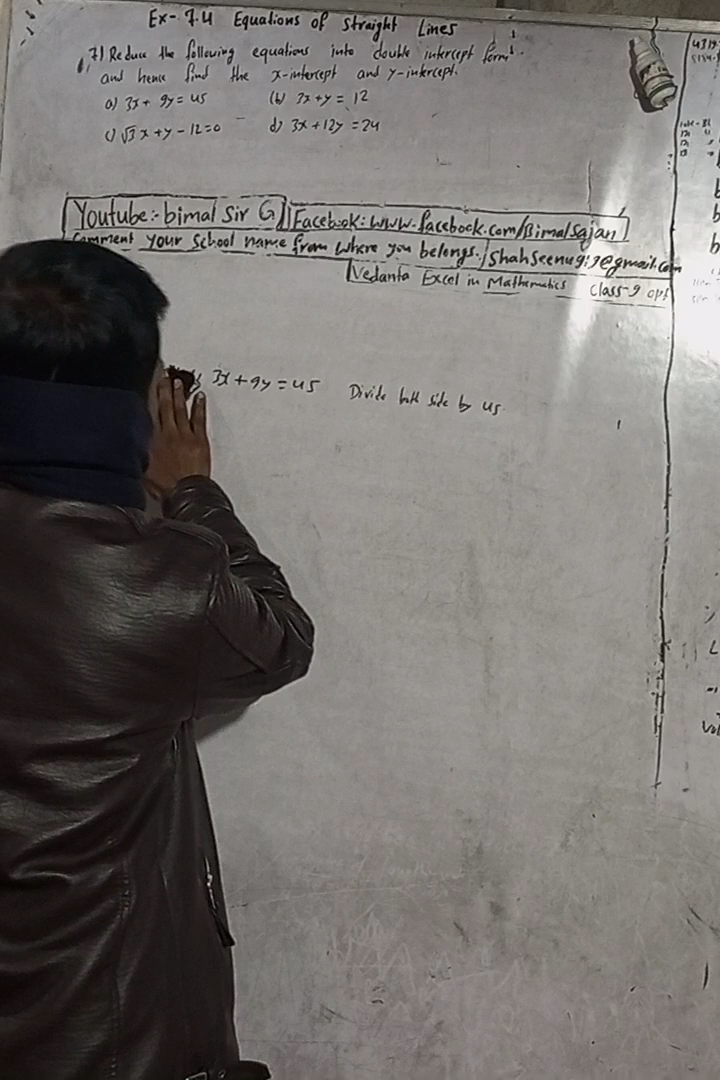 Ex- 7.4 Equations of straight Lines
7) Reduce the following equations into double intercept form
and hence find the x-intercept and y-intercept.
a) 3x + 9y = 45 (b) 3x + y = 12
c) √3 x + y - 12 = 0 d) 3x + 12y = 24
Youtube:- bimal Sir G Facebook: www.facebook.com/Bimalsajan
Comment your School name from where you belongs.
Vedanta Excel in Mathematics class-9 opt
3x + 9y = 45 Divide both side by 45